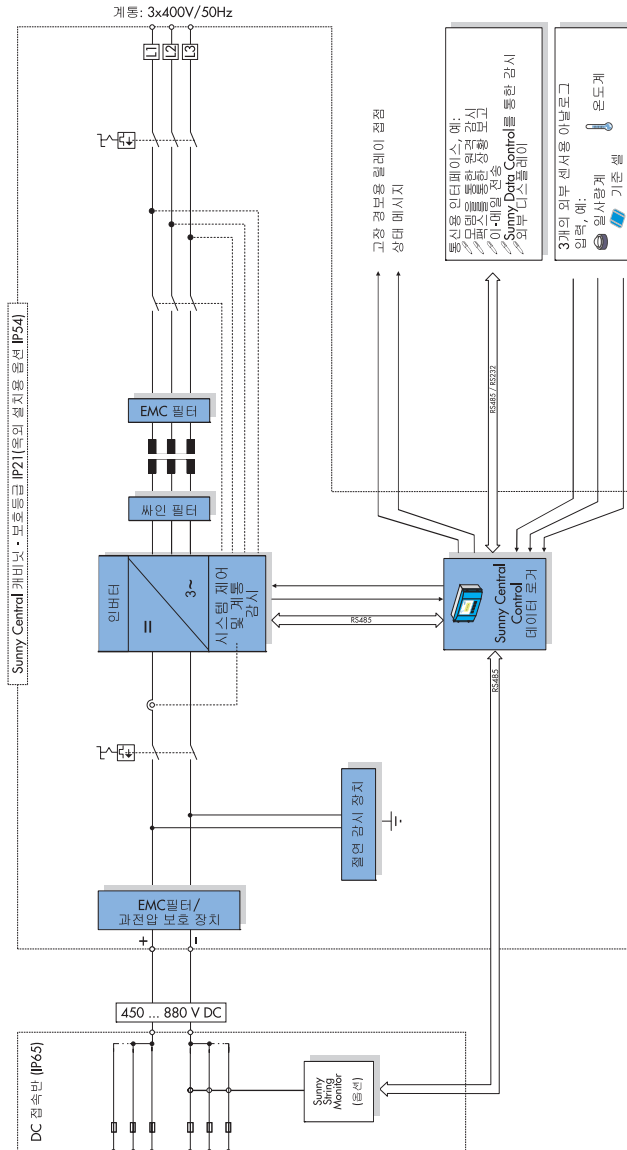 계통: 3x400V/50Hz
L1
L2
L3
Sunny Central 캐비닛 - 보호등급 IP21(옥외 설치용 옵션 IP54)
고장 경보용 릴레이 접점
상태 메시지
통신용 인터페이스, 예:
모뎀을 통한 원격 감시
팩스를 통한 상황 보고
이-메일 전송
Sunny Data Control를 통한 감시
외부 디스플레이
3개의 외부 센서용 아날로그
입력, 예:
일사량계
온도계
기준 셀
EMC 필터
RS485 / RS232
싸인 필터
인버터
=
3~
시스템 제어
및 계통
감시
RS485
Sunny Central
Control
데이터 로거
RS485
절연 감시 장치
EMC필터/
과전압 보호 장치
+
-
450 ... 880 V DC
DC 접속반 (IP65)
Sunny
String
Monitor
(옵션)